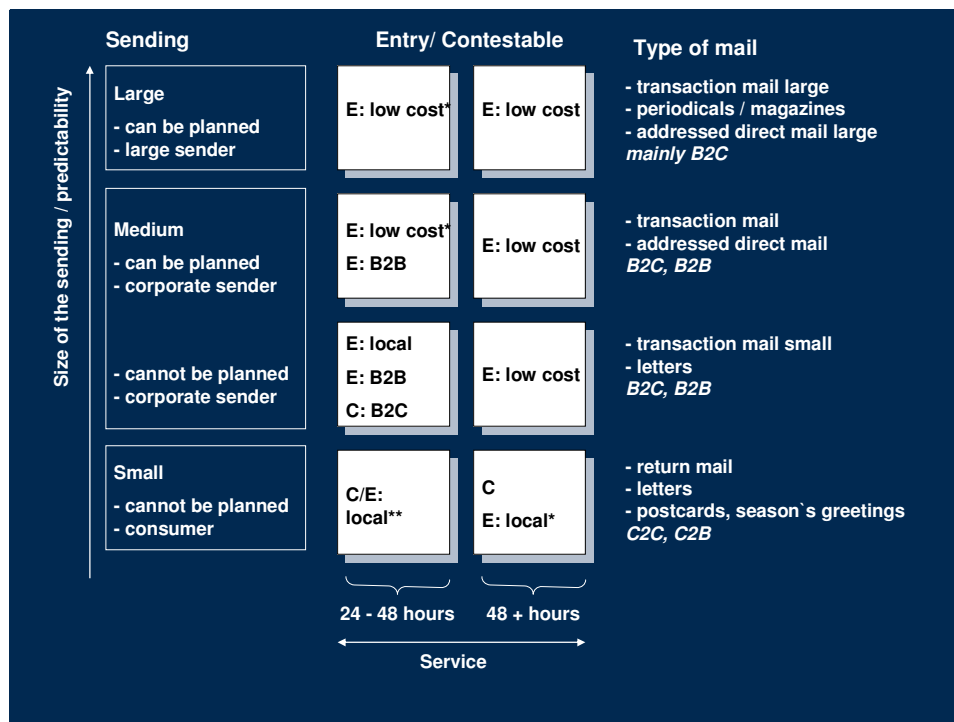 Sending
Entry/ Contestable
Type of mail
Size of the sending / predictability
Large
- can be planned
- large sender
E: low cost*
E: low cost
- transaction mail large
- periodicals / magazines
- addressed direct mail large
mainly B2C
Medium
- can be planned
- corporate sender
E: low cost*
E: B2B
E: low cost
- transaction mail
- addressed direct mail
B2C, B2B
- cannot be planned
- corporate sender
E: local
E: B2B
C: B2C
E: low cost
- transaction mail small
- letters
B2C, B2B
Small
- cannot be planned
- consumer
C/E:
local**
C
E: local*
- return mail
- letters
- postcards, season`s greetings
C2C, C2B
24 - 48 hours
48 + hours
Service